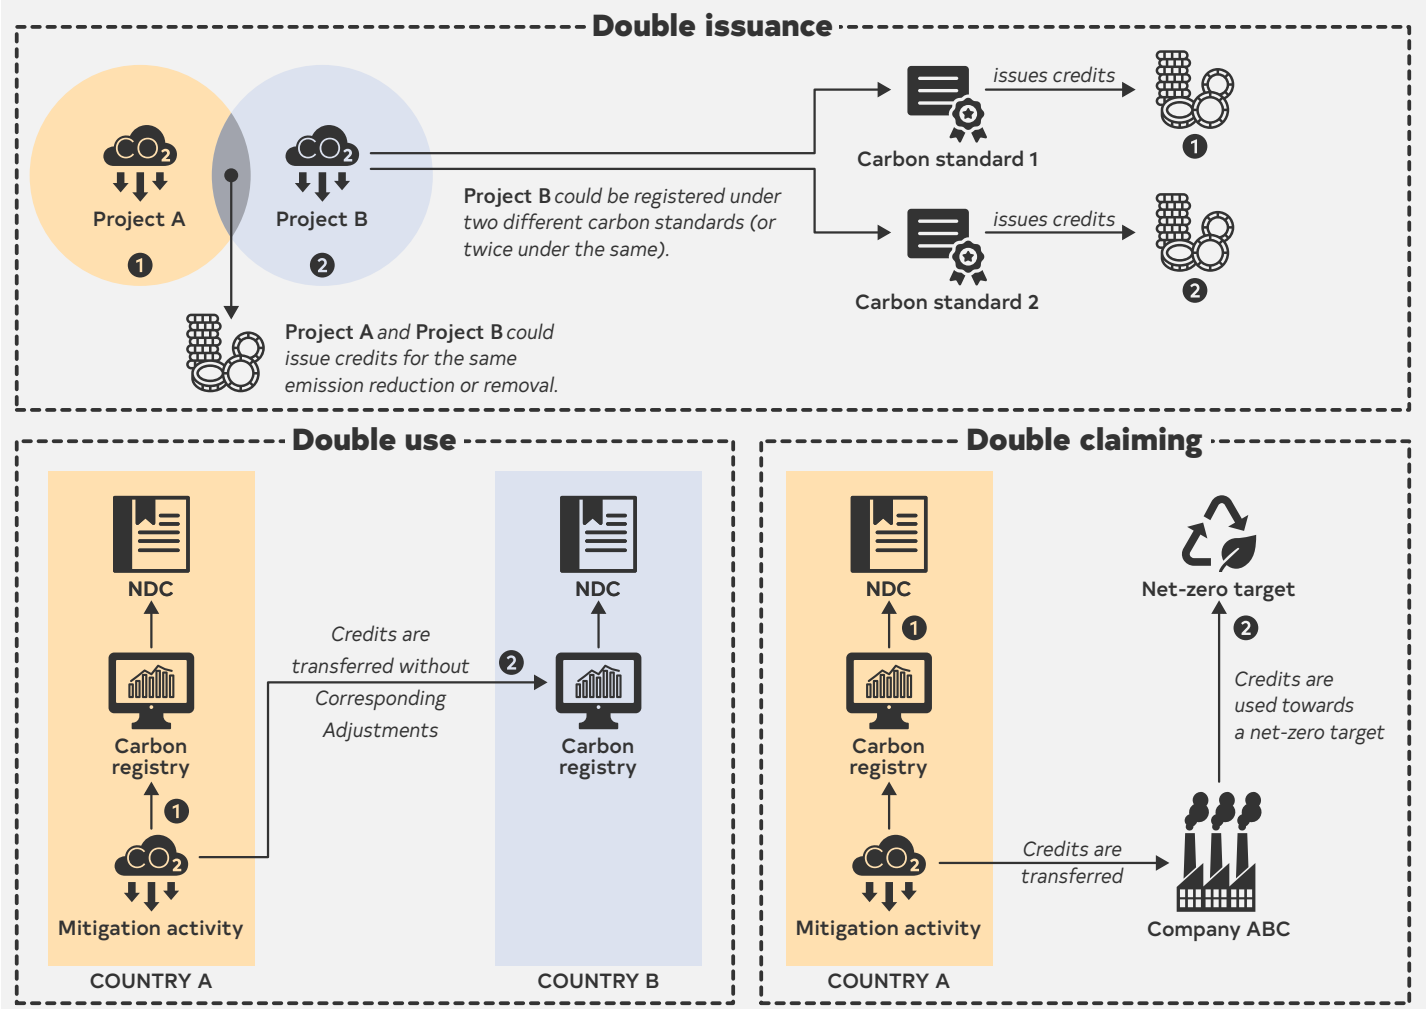 Double issuance
CO2
Project A
1
CO2
Project B
2
Project A and Project B could
issue credits for the same
emission reduction or removal.
Project B could be registered under
two different carbon standards (or
twice under the same).
Carbon standard 1
issues credits
1
Carbon standard 2
issues credits
2
Double use
NDC
Carbon
registry
1
CO2
Mitigation activity
COUNTRY A
Credits are
transferred without
Corresponding
Adjustments
2
NDC
Carbon
registry
COUNTRY B
Double claiming
NDC
1
Carbon
registry
CO2
Mitigation activity
COUNTRY A
Credits are
transferred
Net-zero target
2
Credits are
used towards
a net-zero target
Company ABC